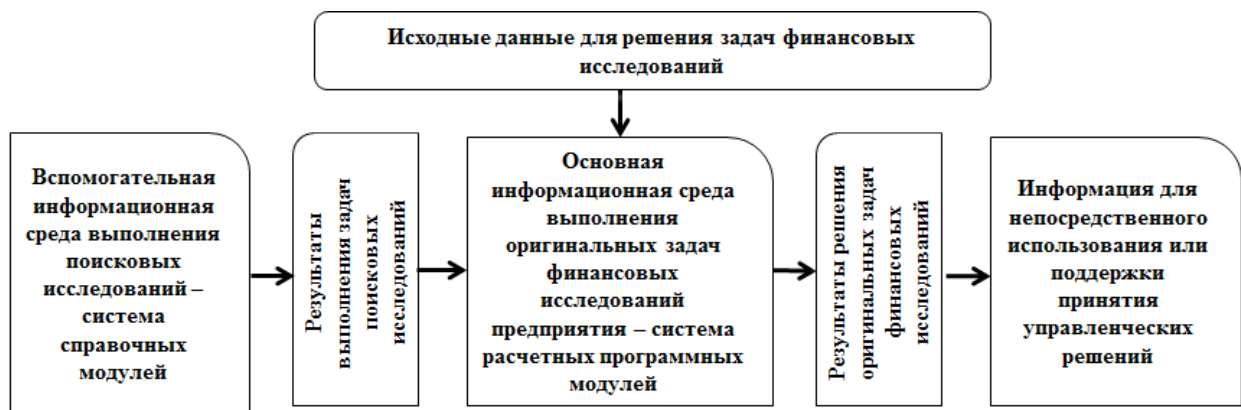 Исходные данные для решения задач финансовых
исследований
Вспомогательная
информационная
среда выполнения
поисковых
исследований –
система
справочных
модулей
Результаты
выполнения задач
поисковых
исследований
Основная
информационная среда
выполнения
оригинальных задач
финансовых
исследований
предприятия – система
расчетных программных
модулей
Результаты решения
оригинальных задач
финансовых
исследований
Информация для
непосредственного
использования или
поддержки
принятия
управленческих
решений